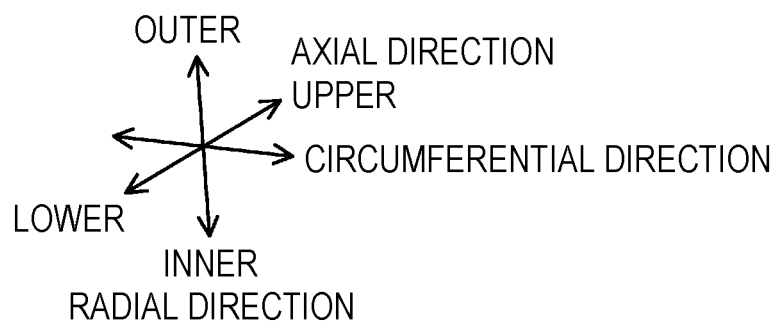 OUTER
AXIAL DIRECTION
UPPER
CIRCUMFERENTIAL DIRECTION
LOWER
INNER
RADIAL DIRECTION